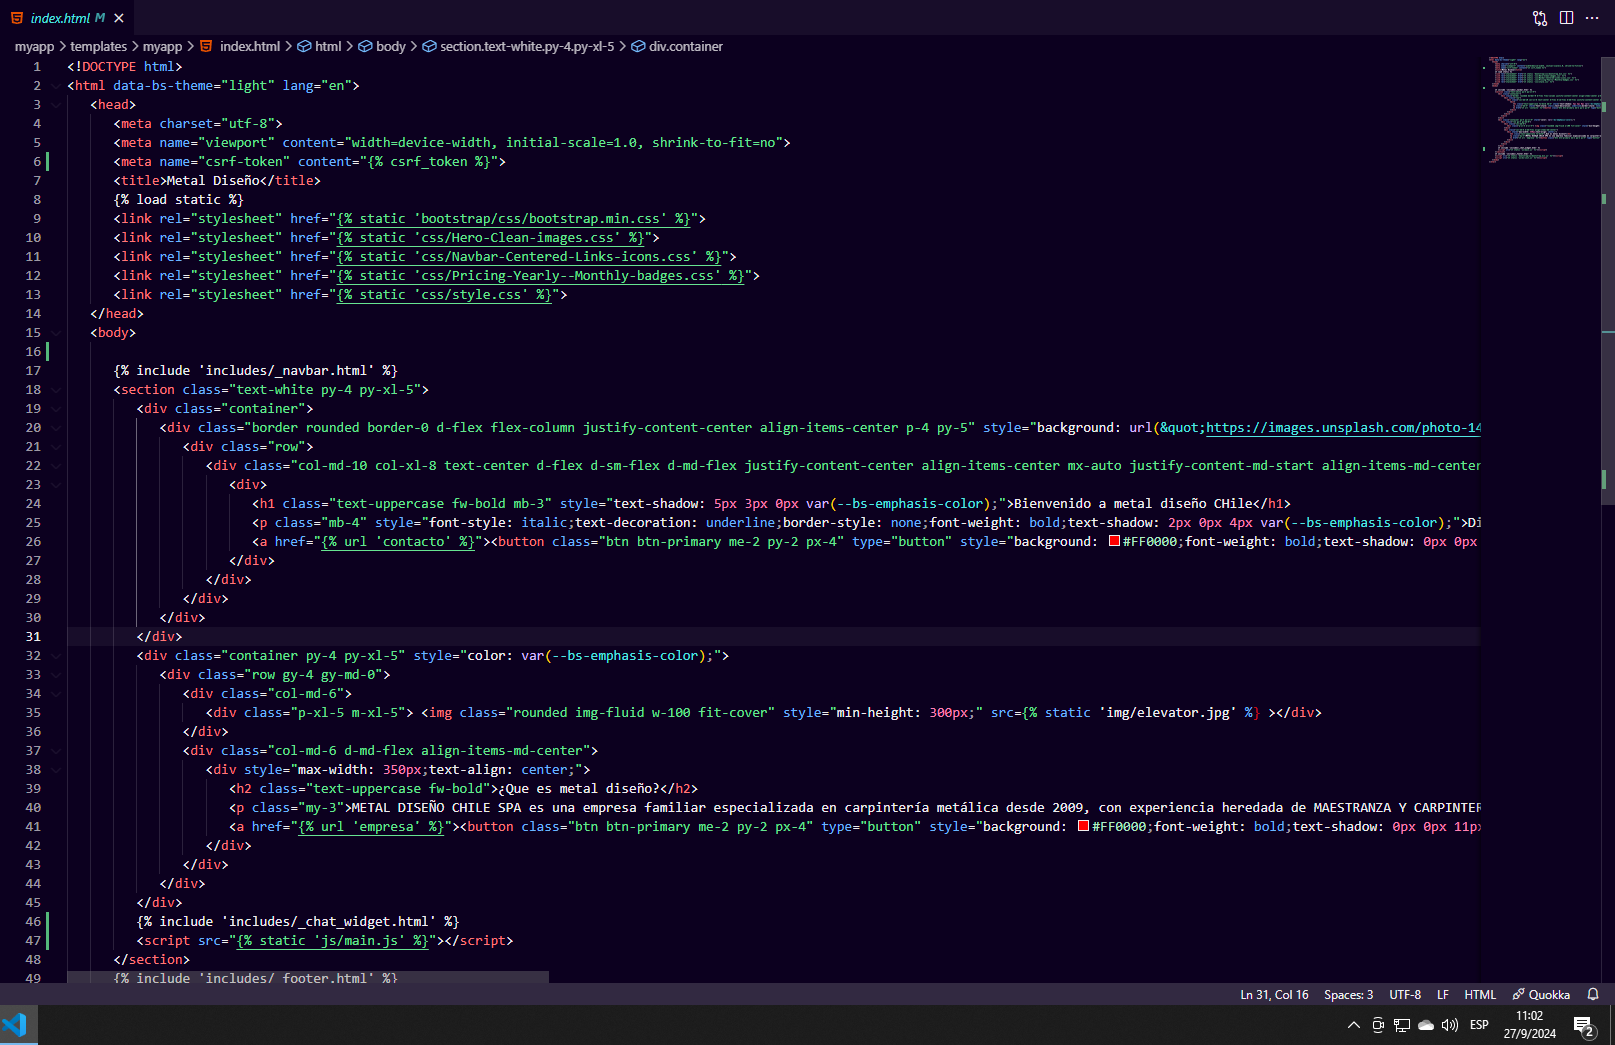 index.html M
myapp > templates > myapp > index.html > html > body > section.text-white.py-4.py-xl-5 > div.container
1 <!DOCTYPE html>
2 <html data-bs-theme="light" lang="en">
3 <head>
4 <meta charset="utf-8">
5 <meta name="viewport" content="width=device-width, initial-scale=1.0, shrink-to-fit=no">
6 <meta name="csrf-token" content="{% csrf_token %}">
7 <title>Metal Diseño</title>
8 {% load static %}
9 <link rel="stylesheet" href="{% static 'bootstrap/css/bootstrap.min.css' %}">
10 <link rel="stylesheet" href="{% static 'css/Hero-Clean-images.css' %}">
11 <link rel="stylesheet" href="{% static 'css/Navbar-Centered-Links-icons.css' %}">
12 <link rel="stylesheet" href="{% static 'css/Pricing-Yearly--Monthly-badges.css' %}">
13 <link rel="stylesheet" href="{% static 'css/style.css' %}">
14 </head>
15 <body>
16
17 {% include 'includes/_navbar.html' %}
18 <section class="text-white py-4 py-xl-5">
19 <div class="container">
20 <div class="border rounded border-0 d-flex flex-column justify-content-center align-items-center p-4 py-5" style="background: url(&quot;https://images.unsplash.com/photo-14
21 <div class="row">
22 <div class="col-md-10 col-xl-8 text-center d-flex d-sm-flex d-md-flex justify-content-center align-items-center mx-auto justify-content-md-start align-items-md-center
23 <div>
24 <h1 class="text-uppercase fw-bold mb-3" style="text-shadow: 5px 3px 0px var(--bs-emphasis-color);">Bienvenido a metal diseño CHile</h1>
25 <p class="mb-4" style="font-style: italic;text-decoration: underline;border-style: none;font-weight: bold;text-shadow: 2px 0px 4px var(--bs-emphasis-color);">Di
26 <a href="{% url 'contacto' %}"><button class="btn btn-primary me-2 py-2 px-4" type="button" style="background: #FF0000;font-weight: bold;text-shadow: 0px 0px
27 </div>
28 </div>
29 </div>
30 </div>
31 </div>
32 <div class="container py-4 py-xl-5" style="color: var(--bs-emphasis-color);">
33 <div class="row gy-4 gy-md-0">
34 <div class="col-md-6">
35 <div class="p-xl-5 m-xl-5"> <img class="rounded img-fluid w-100 fit-cover" style="min-height: 300px;" src={% static 'img/elevator.jpg' %} ></div>
36 </div>
37 <div class="col-md-6 d-md-flex align-items-md-center">
38 <div style="max-width: 350px;text-align: center;">
39 <h2 class="text-uppercase fw-bold">¿Que es metal diseño?</h2>
40 <p class="my-3">METAL DISEÑO CHILE SPA es una empresa familiar especializada en carpintería metálica desde 2009, con experiencia heredada de MAESTRANZA Y CARPINTER
41 <a href="{% url 'empresa' %}"><button class="btn btn-primary me-2 py-2 px-4" type="button" style="background: #FF0000;font-weight: bold;text-shadow: 0px 0px 11px
42 </div>
43 </div>
44 </div>
45 </div>
46 {% include 'includes/_chat_widget.html' %}
47 <script src="{% static 'js/main.js' %}"></script>
48 </section>
49 {% include 'includes/_footer.html' %}
Ln 31, Col 16 Spaces: 3 UTF-8 LF HTML Quokka
ESP
11:02
27/9/2024
2